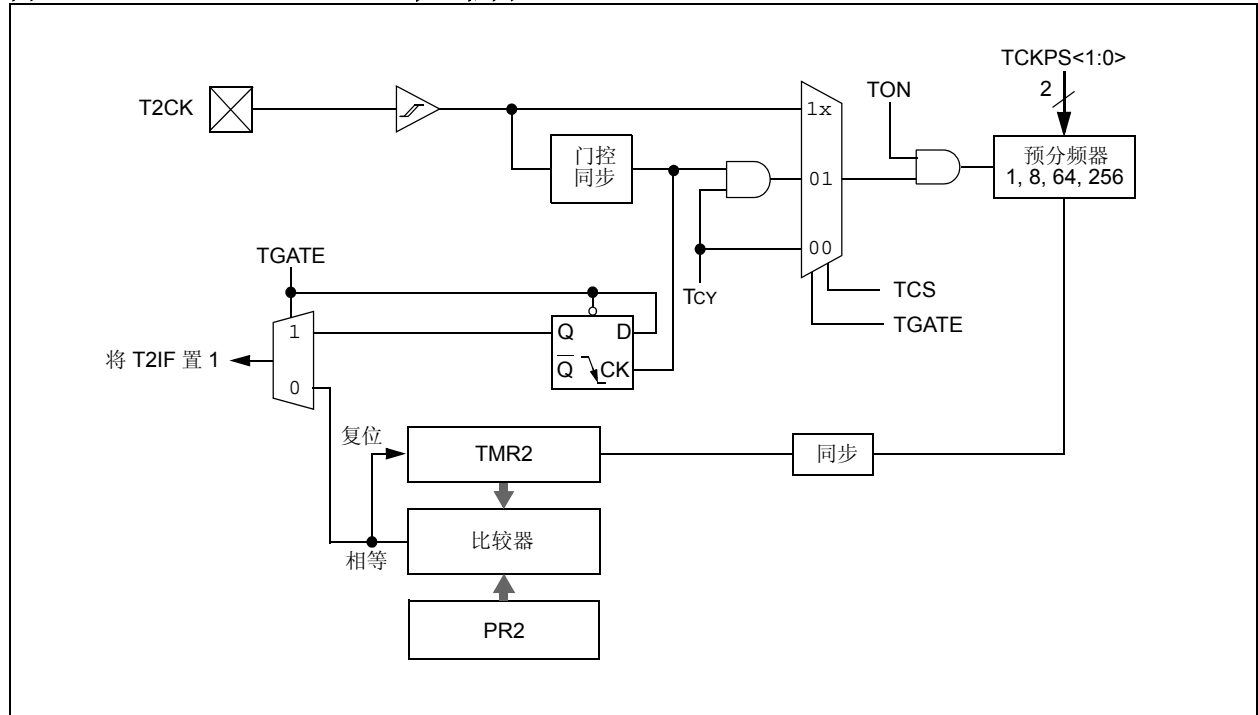 TCKPS<1:0>
2
TON
T2CK
1x
门控
同步
预分频器
1, 8, 64, 256
01
00
TGATE
TCY
TCS
TGATE
1
Q
D
将 T2IF 置 1
Q
CK
0
复位
TMR2
同步
比较器
相等
PR2